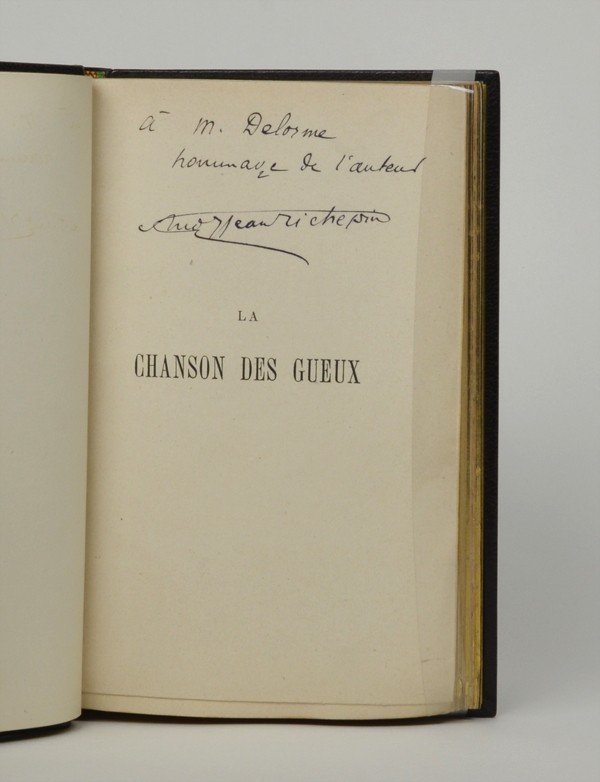 à M. Delorme
hommage de l'auteur
Jean Richepin
LA
CHANSON DES GUEUX